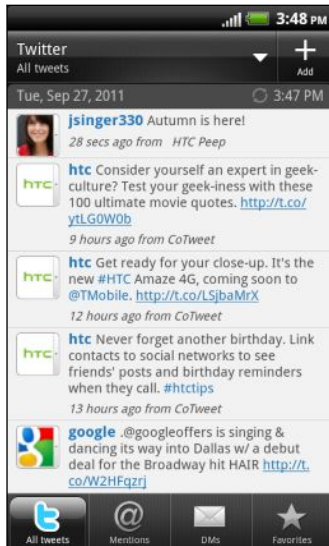 3:48 PM
Twitter
All tweets
Add
Tue, Sep 27, 2011
3:47 PM
jsinger330 Autumn is here!
28 secs ago from HTC Peep
htc
htc Consider yourself an expert in geek-
culture? Test your geek-iness with these
100 ultimate movie quotes. http://t.co/
ytLG0W0b
9 hours ago from CoTweet
htc
htc Get ready for your close-up. It's the
new #HTC Amaze 4G, coming soon to
@TMobile. http://t.co/LSjbaMrX
12 hours ago from CoTweet
htc
htc Never forget another birthday. Link
contacts to social networks to see
friends' posts and birthday reminders
when they call. #htctips
13 hours ago from CoTweet
google .@googleoffers is singing &
dancing its way into Dallas w/ a debut
deal for the Broadway hit HAIR http://t.
co/W2HFqzrj
All tweets
Mentions
DMs
Favorites